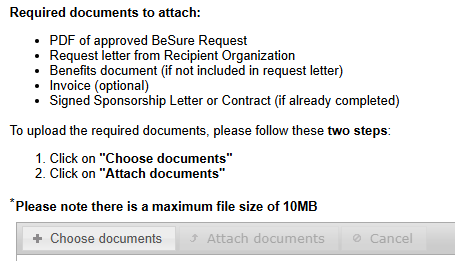 Required documents to attach:
• PDF of approved BeSure Request
• Request letter from Recipient Organization
• Benefits document (if not included in request letter)
• Invoice (optional)
• Signed Sponsorship Letter or Contract (if already completed)
To upload the required documents, please follow these two steps:
1. Click on "Choose documents"
2. Click on "Attach documents"
*Please note there is a maximum file size of 10MB
Choose documents Attach documents Cancel